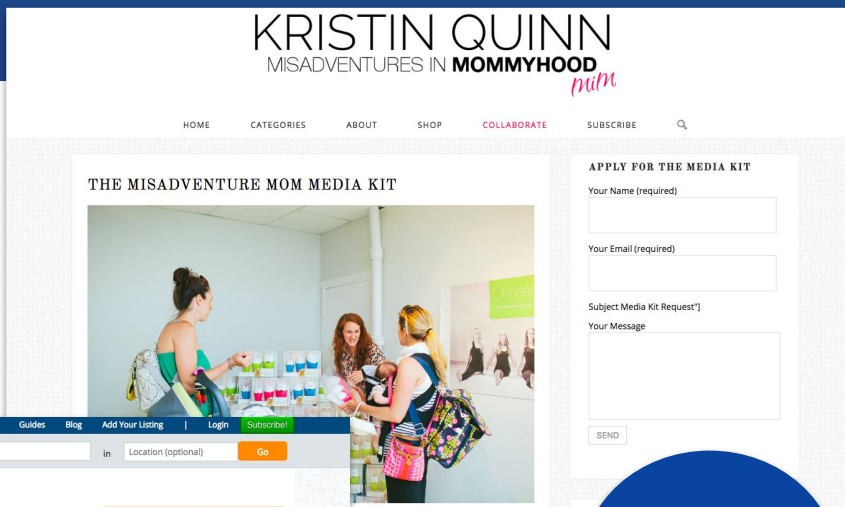 KRISTIN QUINN
MISADVENTURES IN MOMMYHOOD
mim
HOME CATEGORIES ABOUT SHOP COLLABORATE SUBSCRIBE
THE MISADVENTURE MOM MEDIA KIT
Charlie
APPLY FOR THE MEDIA KIT
Your Name (required)
Your Email (required)
Subject Media Kit Request"]
Your Message
SEND
Guides Blog Add Your Listing | Login Subscribe!
in Location (optional) Go